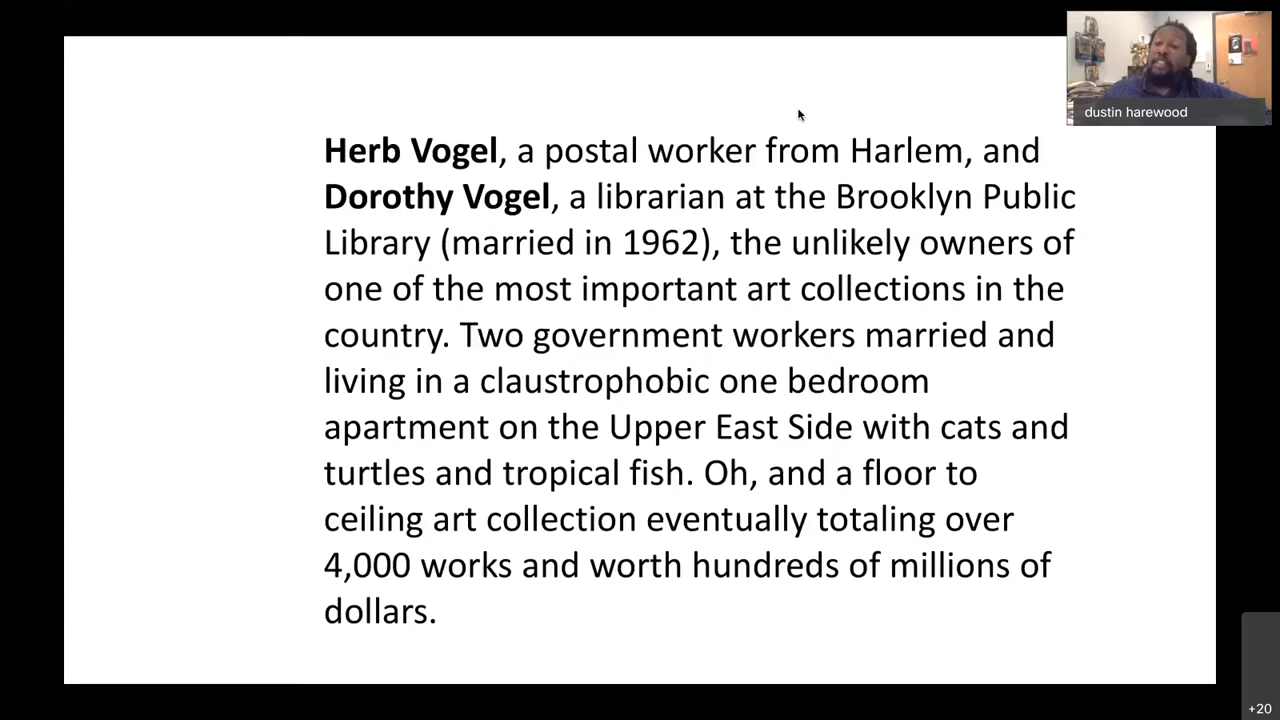 dustin harewood
Herb Vogel, a postal worker from Harlem, and
Dorothy Vogel, a librarian at the Brooklyn Public
Library (married in 1962), the unlikely owners of
one of the most important art collections in the
country. Two government workers married and
living in a claustrophobic one bedroom
apartment on the Upper East Side with cats and
turtles and tropical fish. Oh, and a floor to
ceiling art collection eventually totaling over
4,000 works and worth hundreds of millions of
dollars.
+20